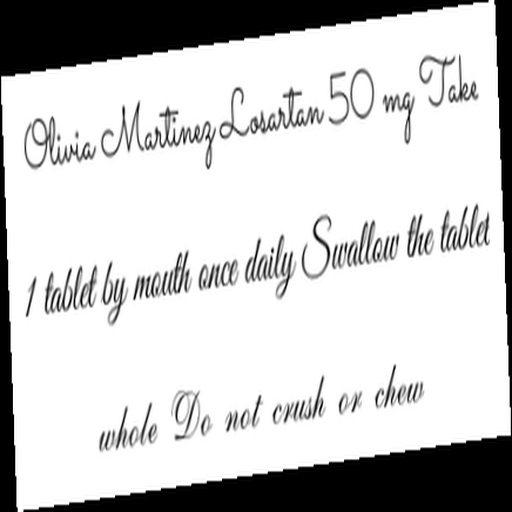 Olivia Martinez Losartan 50 mg Take
1 tablet by mouth once daily Swallow the tablet
whole Do not crush or chew